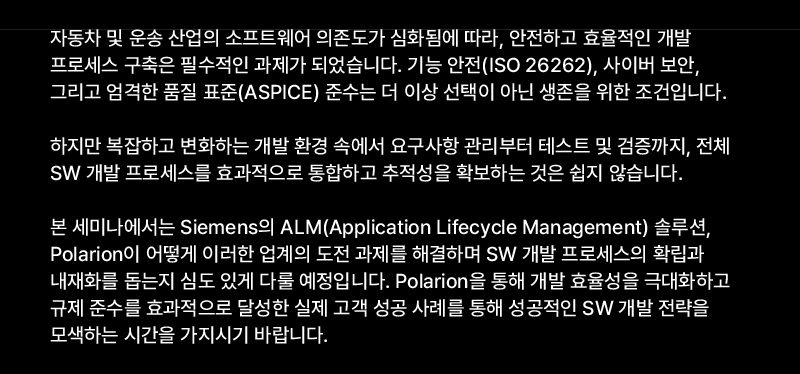 자동차 및 운송 산업의 소프트웨어 의존도가 심화됨에 따라, 안전하고 효율적인 개발
프로세스 구축은 필수적인 과제가 되었습니다. 기능 안전(ISO 26262), 사이버 보안,
그리고 엄격한 품질 표준(ASPICE) 준수는 더 이상 선택이 아닌 생존을 위한 조건입니다.
하지만 복잡하고 변화하는 개발 환경 속에서 요구사항 관리부터 테스트 및 검증까지, 전체
SW 개발 프로세스를 효과적으로 통합하고 추적성을 확보하는 것은 쉽지 않습니다.
본 세미나에서는 Siemens의 ALM(Application Lifecycle Management) 솔루션,
Polarion이 어떻게 이러한 업계의 도전 과제를 해결하며 SW 개발 프로세스의 확립과
내재화를 돕는지 심도 있게 다룰 예정입니다. Polarion을 통해 개발 효율성을 극대화하고
규제 준수를 효과적으로 달성한 실제 고객 성공 사례를 통해 성공적인 SW 개발 전략을
모색하는 시간을 가지시기 바랍니다.